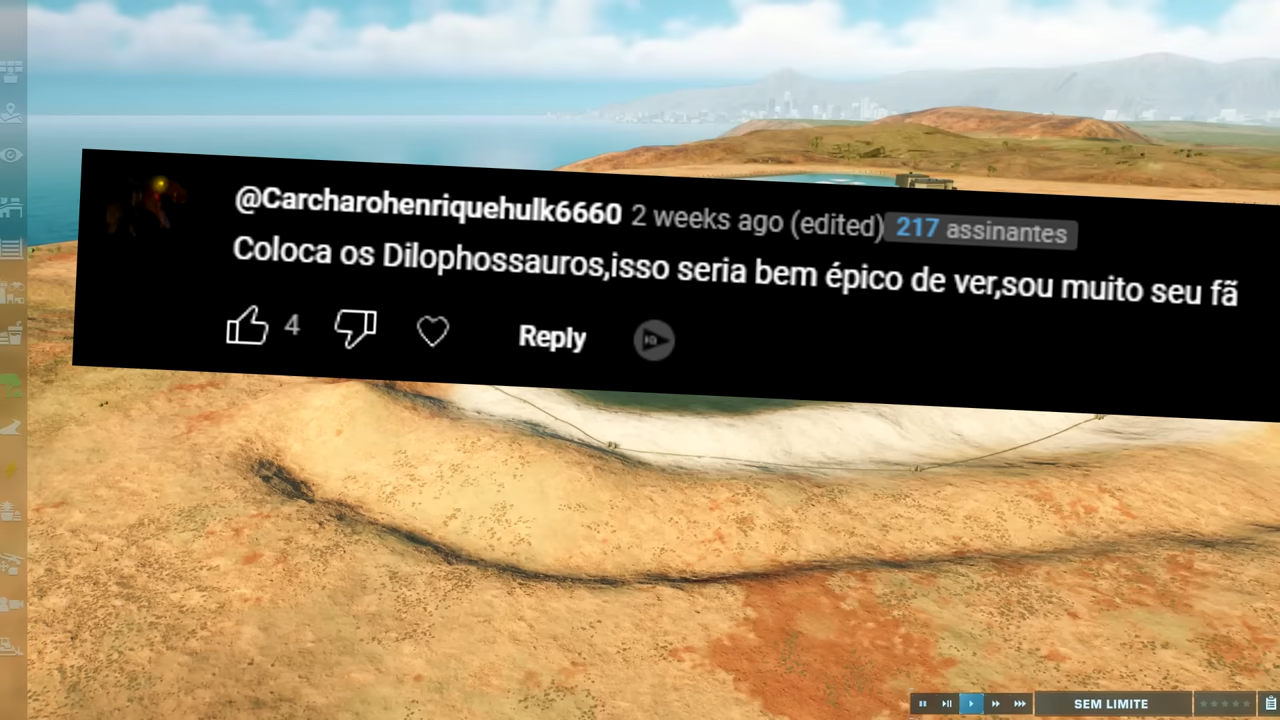 @Carcharohenriquehulk6660 2 weeks ago (edited) 217 assinantes
Coloca os Dilophossauros,isso seria bem épico de ver,sou muito seu fã
4 Reply
SEM LIMITE